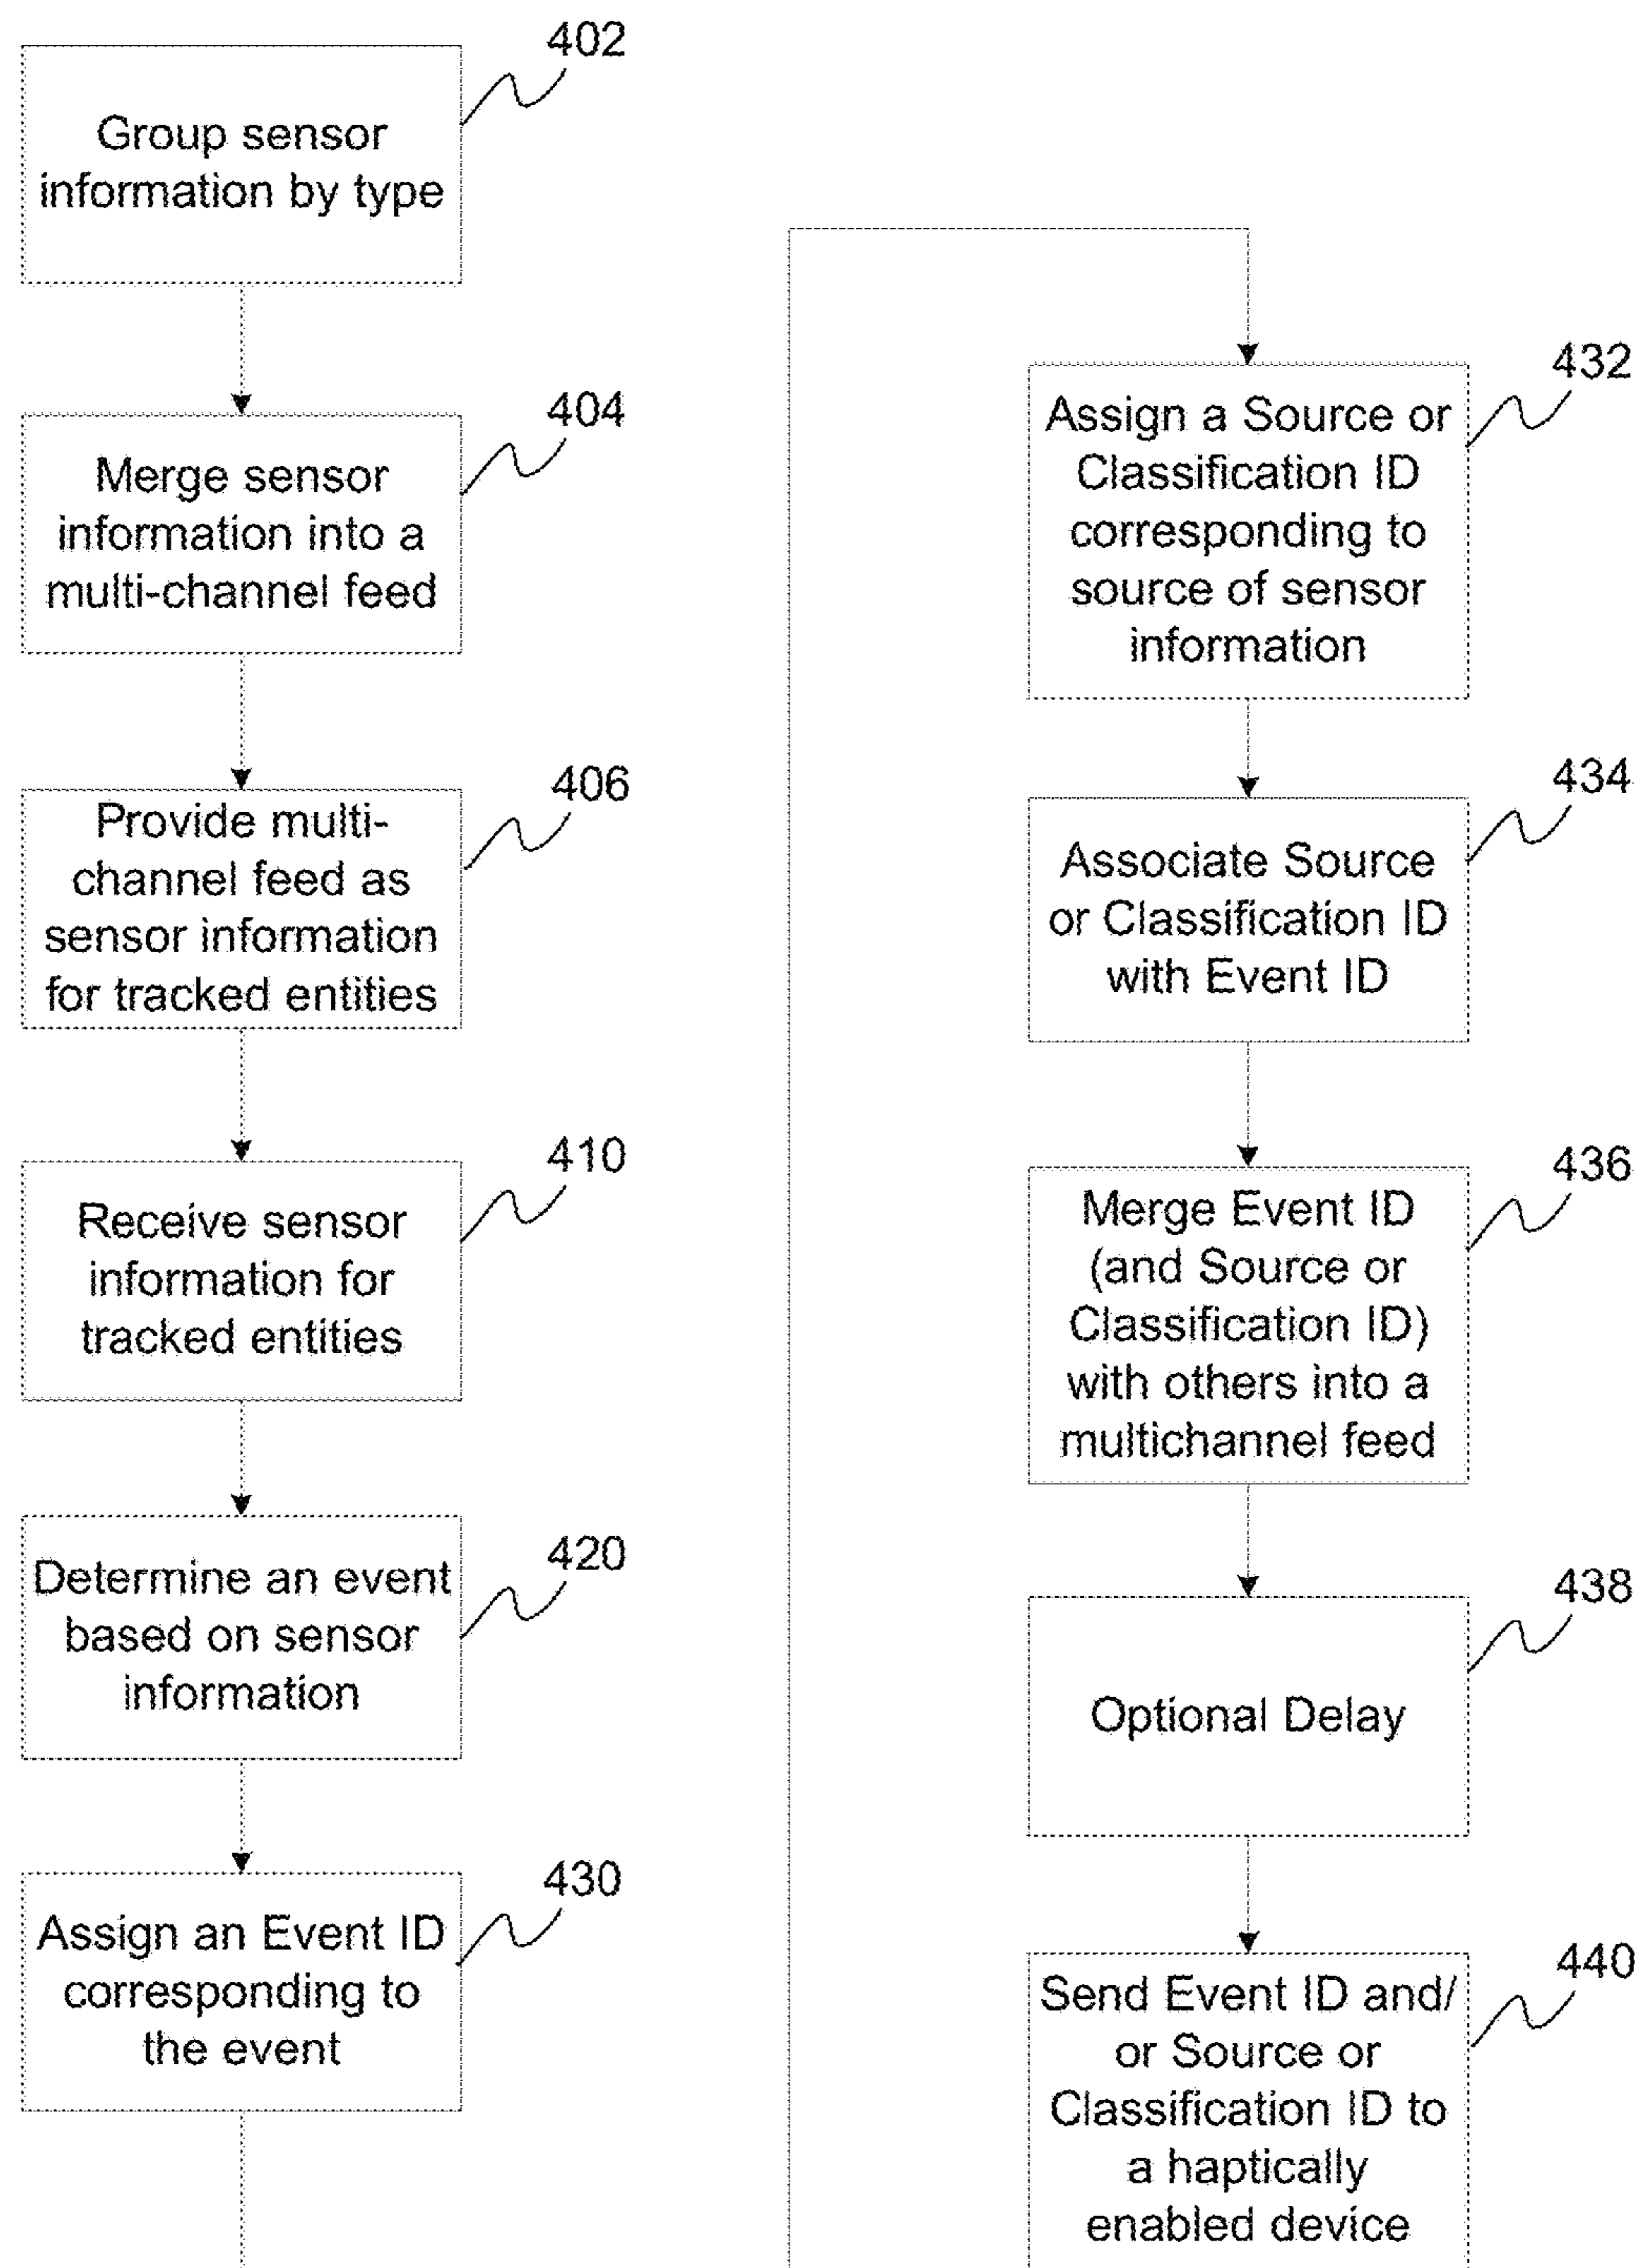 402
Group sensor
information by type
404
Merge sensor
information into a
multi-channel feed
406
Provide multi-
channel feed as
sensor information
for tracked entities
410
Receive sensor
information for
tracked entities
420
Determine an event
based on sensor
information
430
Assign an Event ID
corresponding to
the event
432
Assign a Source or
Classification ID
corresponding to
source of sensor
information
434
Associate Source
or Classification ID
with Event ID
436
Merge Event ID
(and Source or
Classification ID)
with others into a
multichannel feed
438
Optional Delay
440
Send Event ID and/
or Source or
Classification ID to
a haptically
enabled device